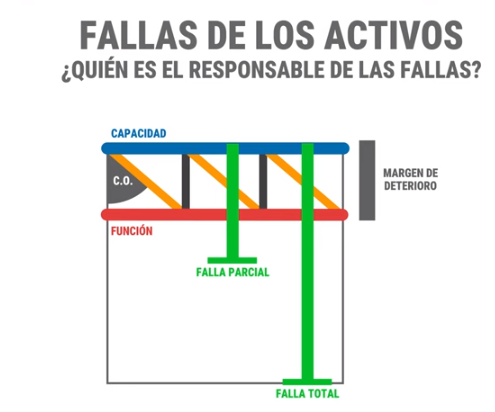 FALLAS DE LOS ACTIVOS
¿QUIÉN ES EL RESPONSABLE DE LAS FALLAS?
CAPACIDAD
C.O.
MARGEN DE
DETERIORO
FUNCIÓN
FALLA PARCIAL
FALLA TOTAL